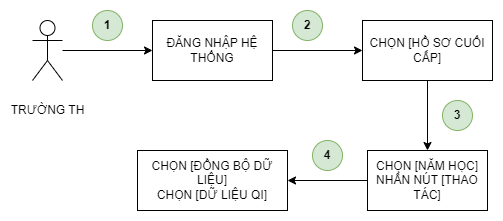 1
2
ĐĂNG NHẬP HỆ
THỐNG
CHỌN [HỒ SƠ CUỐI
CẤP]
TRƯỜNG TH
3
4
CHỌN [NĂM HỌC]
NHẤN NÚT [THAO
TÁC]
CHỌN [ĐỒNG BỘ DỮ
LIỆU]
CHỌN [DỮ LIỆU QI]